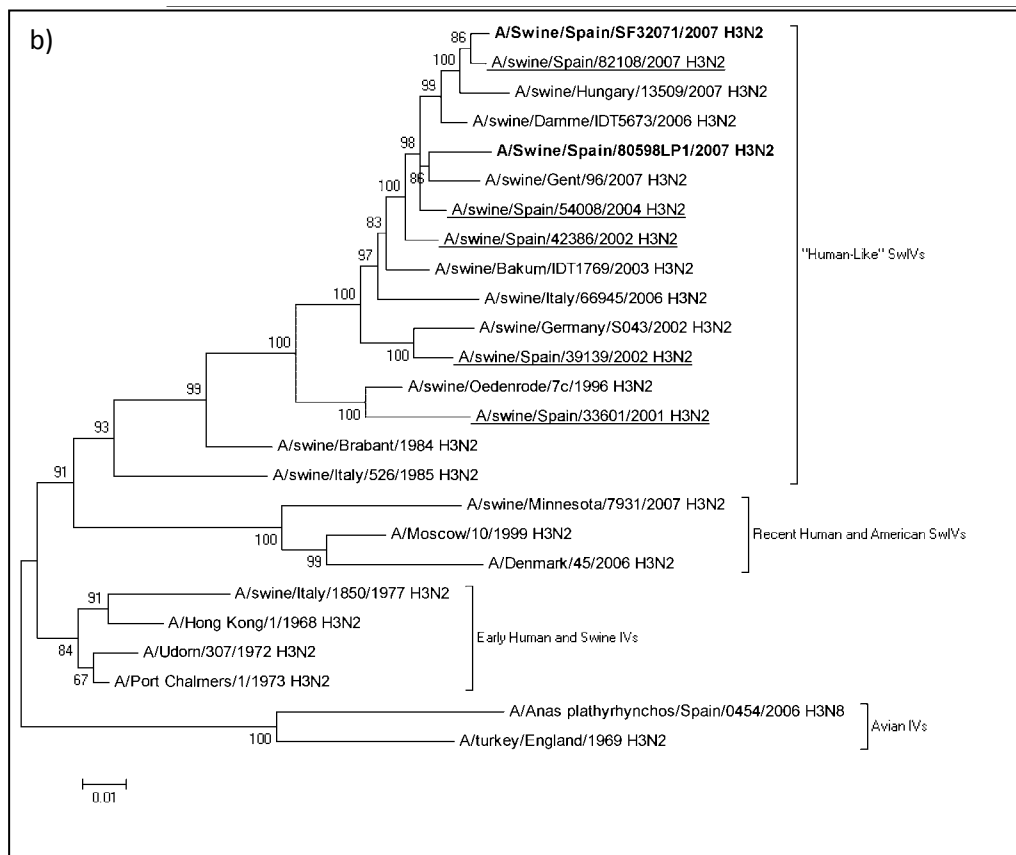 b)
86
A/Swine/Spain/SF32071/2007 H3N2
100
A/swine/Spain/82108/2007 H3N2
99
A/swine/Hungary/13509/2007 H3N2
A/swine/Damme/IDT5673/2006 H3N2
98
A/Swine/Spain/80598LP1/2007 H3N2
86
A/swine/Gent/96/2007 H3N2
100
A/swine/Spain/54008/2004 H3N2
83
A/swine/Spain/42386/2002 H3N2
97
A/swine/Bakum/IDT1769/2003 H3N2
100
A/swine/Italy/66945/2006 H3N2
A/swine/Germany/S043/2002 H3N2
100
100
A/swine/Spain/39139/2002 H3N2
99
A/swine/Oedenrode/7c/1996 H3N2
100
A/swine/Spain/33601/2001 H3N2
93
A/swine/Brabant/1984 H3N2
91
A/swine/Italy/526/1985 H3N2
"Human-Like" SwIVs
A/swine/Minnesota/7931/2007 H3N2
100
A/Moscow/10/1999 H3N2
99
A/Denmark/45/2006 H3N2
Recent Human and American SwIVs
91
A/swine/Italy/1850/1977 H3N2
A/Hong Kong/1/1968 H3N2
84
A/Udorn/307/1972 H3N2
67
A/Port Chalmers/1/1973 H3N2
Early Human and Swine IVs
A/Anas plathyrhynchos/Spain/0454/2006 H3N8
100
A/turkey/England/1969 H3N2
Avian IVs
0.01